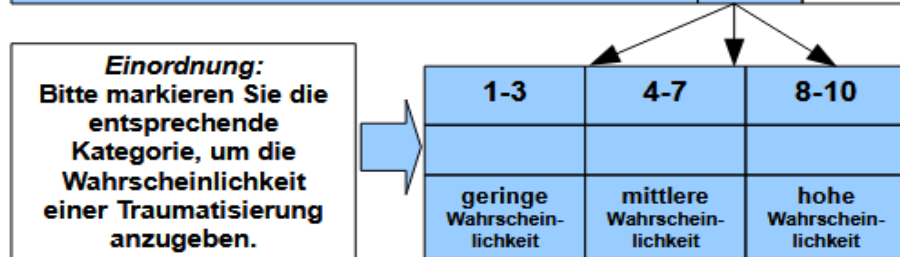 Einordnung:
Bitte markieren Sie die
entsprechende
Kategorie, um die
Wahrscheinlichkeit
einer Traumatisierung
anzugeben.
1-3 4-7 8-10
geringe mittlere hohe
Wahrschein- Wahrschein- Wahrschein-
lichkeit lichkeit lichkeit